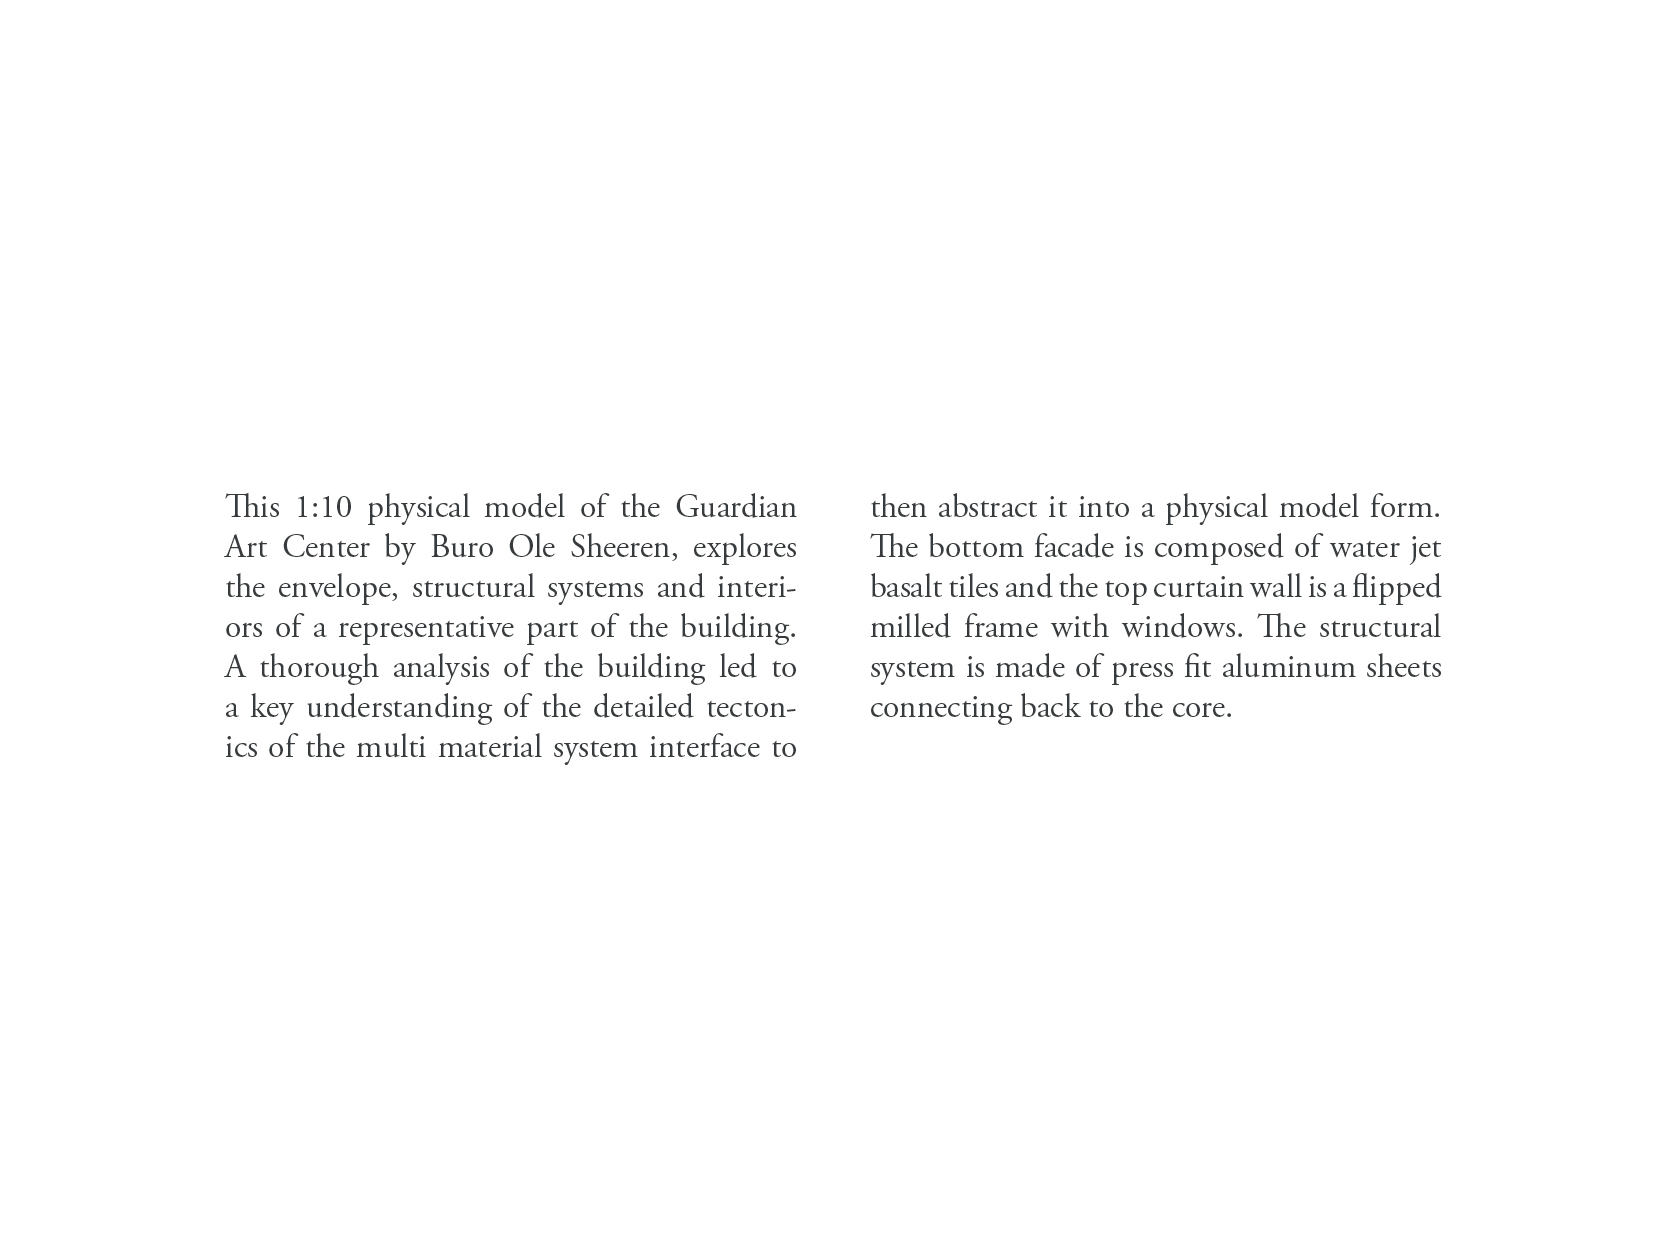 This 1:10 physical model of the Guardian
Art Center by Buro Ole Sheeren, explores
the envelope, structural systems and interi-
ors of a representative part of the building.
A thorough analysis of the building led to
a key understanding of the detailed tecton-
ics of the multi material system interface to
then abstract it into a physical model form.
The bottom facade is composed of water jet
basalt tiles and the top curtain wall is a flipped
milled frame with windows. The structural
system is made of press fit aluminum sheets
connecting back to the core.